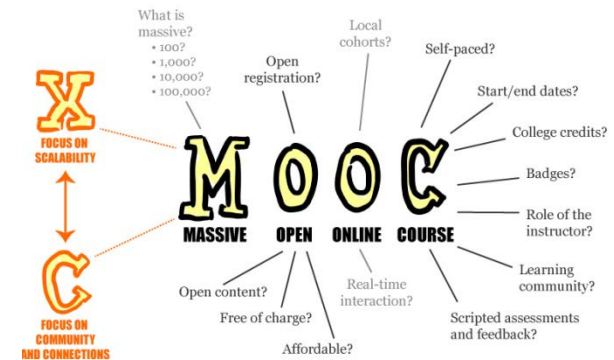 What is
massive?
• 100?
• 1,000?
• 10,000?
• 100,000?
Local
cohorts?
Self-paced?
Open
registration?
Start/end dates?
X
FOCUS ON
SCALABILITY
College credits?
MOOC
Badges?
MASSIVE OPEN ONLINE COURSE
Role of the
instructor?
C
FOCUS ON
COMMUNITY
AND CONNECTIONS
Learning
community?
Open content?
Real-time
interaction?
Free of charge?
Scripted assessments
and feedback?
Affordable?